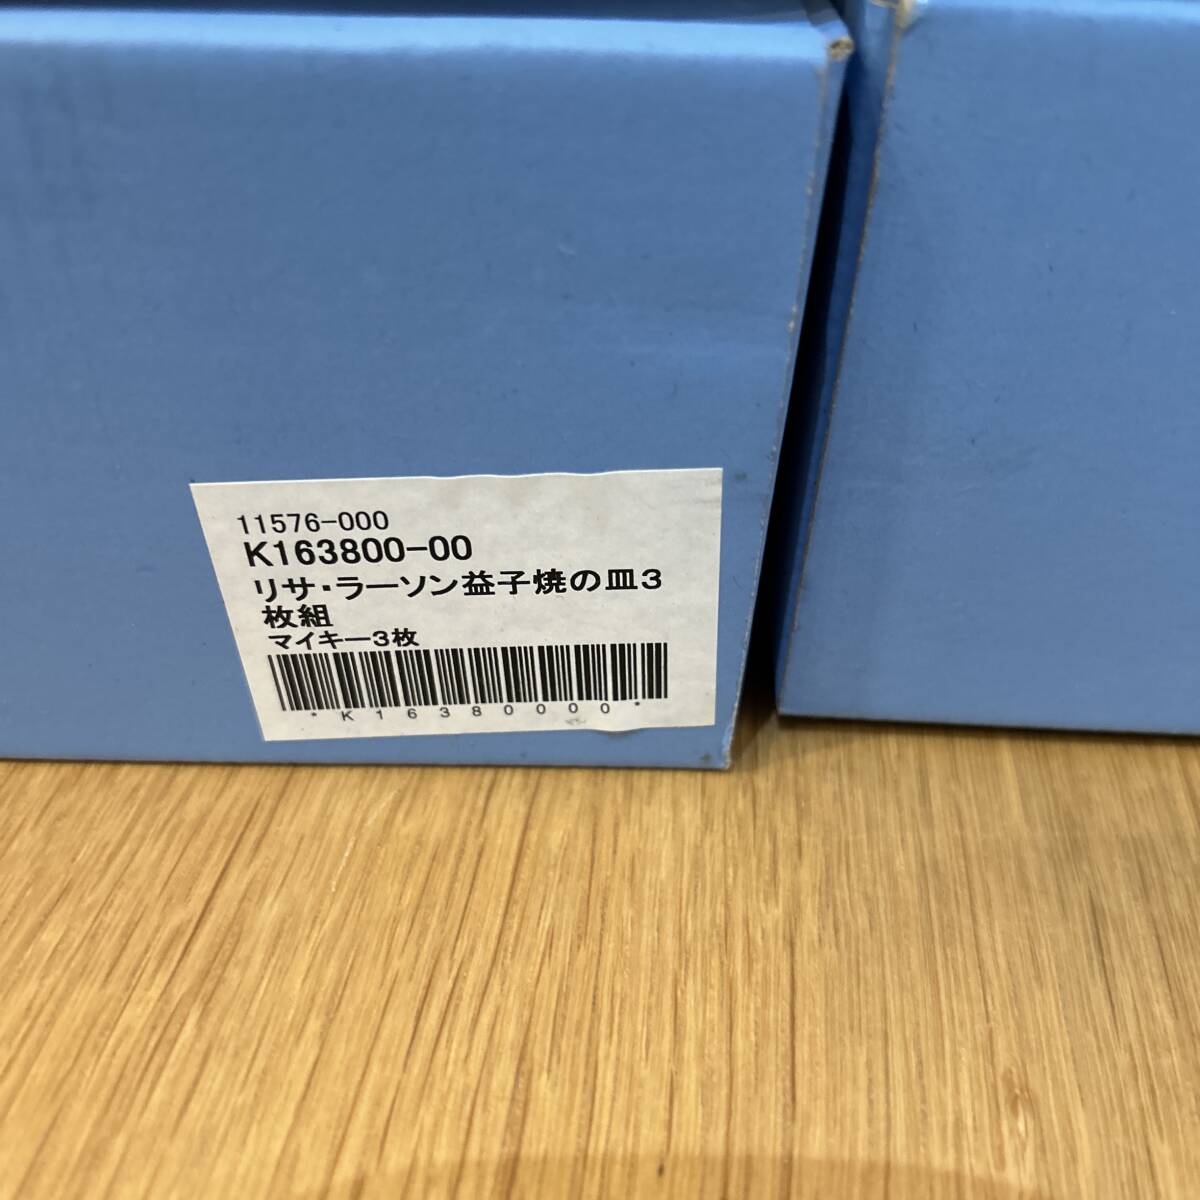 11576-000
K163800-00
リサ・ラーソン益子焼の皿3
枚組
マイキー3枚
*K16380000*